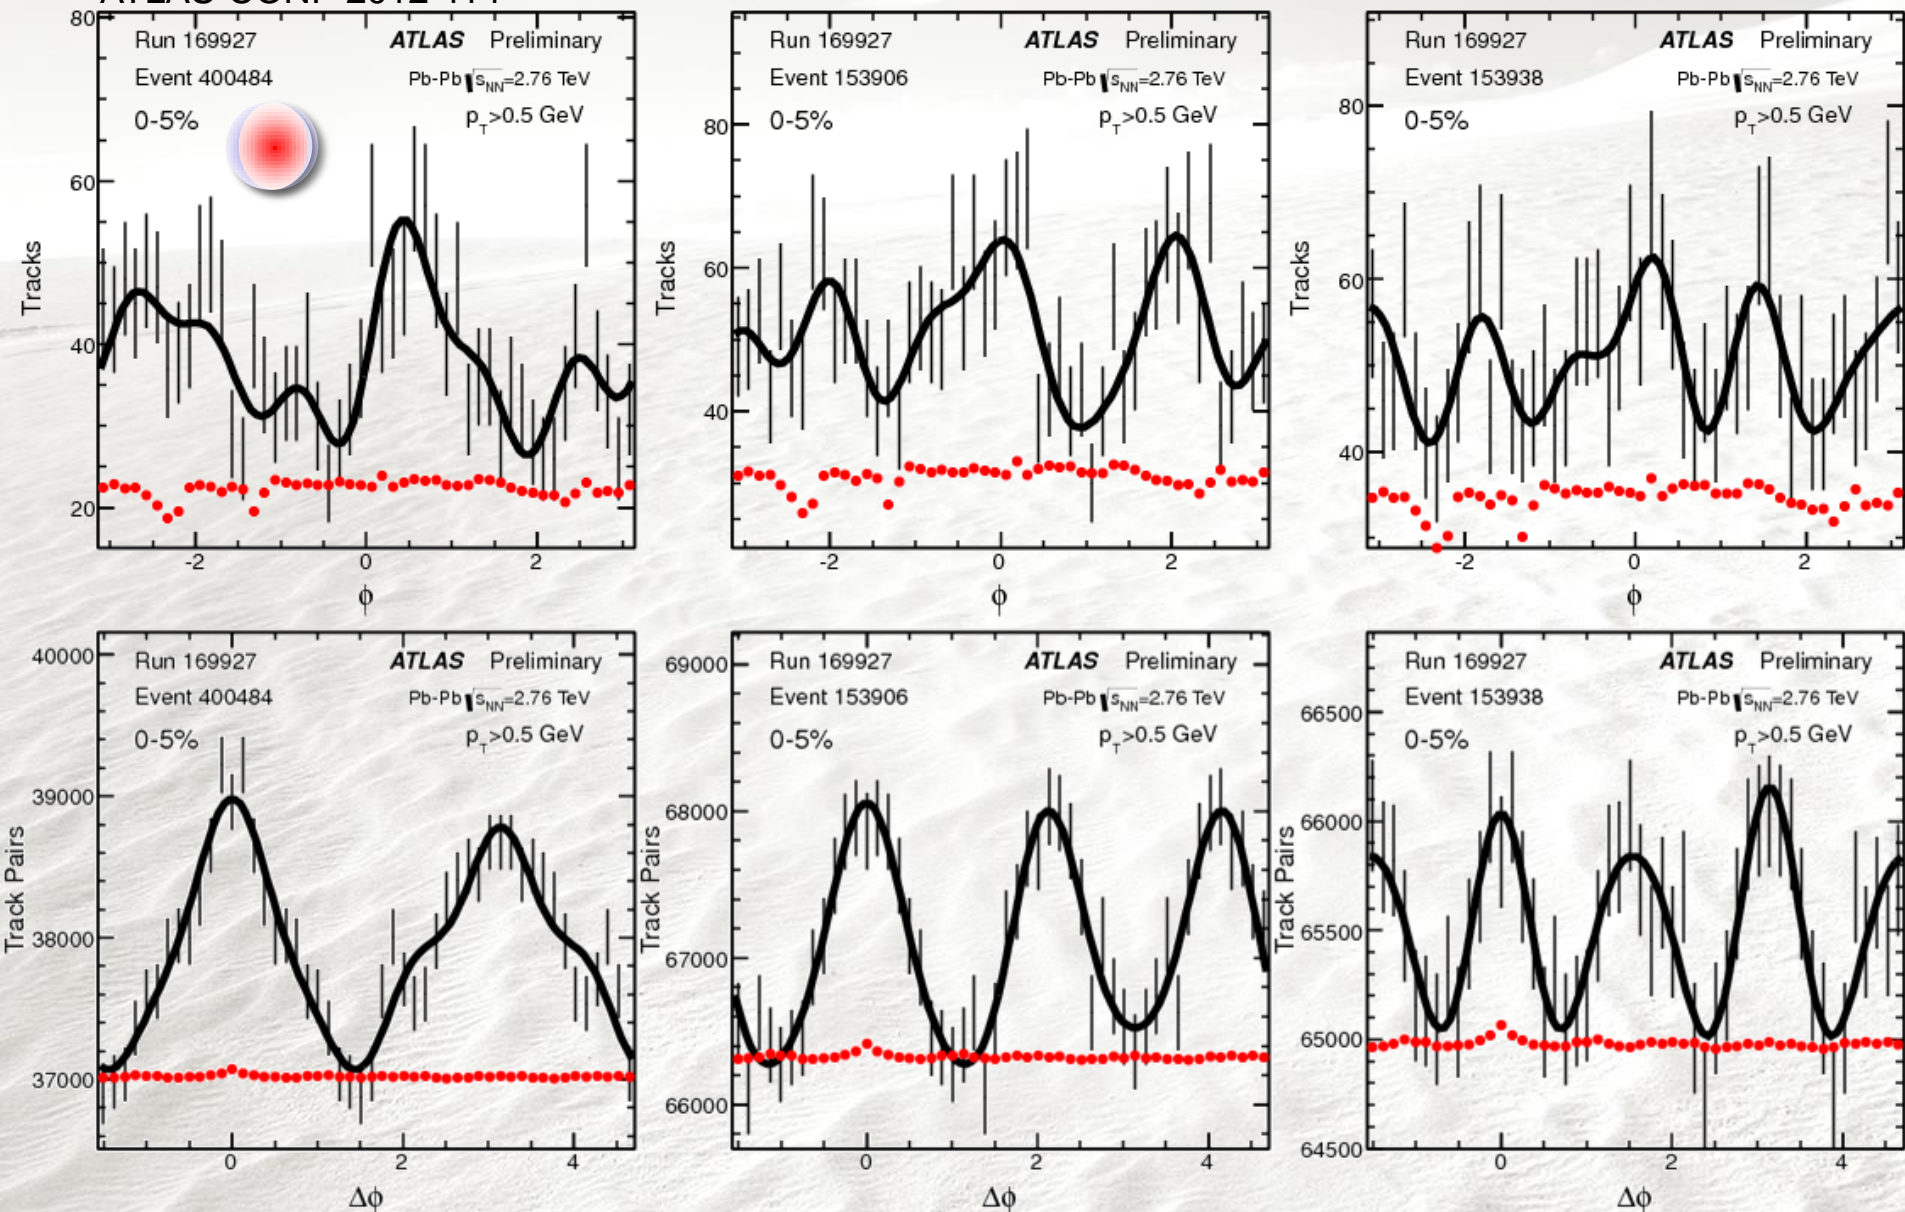 80
Run 169927 ATLAS Preliminary
Event 400484 Pb-Pb √sNN=2.76 TeV
0-5% pT>0.5 GeV
60
40
20
Tracks
-2 0 2
ϕ
Run 169927 ATLAS Preliminary
Event 153906 Pb-Pb √sNN=2.76 TeV
0-5% pT>0.5 GeV
80
60
40
Tracks
-2 0 2
ϕ
Run 169927 ATLAS Preliminary
Event 153938 Pb-Pb √sNN=2.76 TeV
0-5% pT>0.5 GeV
80
60
40
Tracks
-2 0 2
ϕ
40000
Run 169927 ATLAS Preliminary
Event 400484 Pb-Pb √sNN=2.76 TeV
0-5% pT>0.5 GeV
39000
38000
37000
Track Pairs
0 2 4
Δϕ
69000
Run 169927 ATLAS Preliminary
Event 153906 Pb-Pb √sNN=2.76 TeV
0-5% pT>0.5 GeV
68000
67000
66000
Track Pairs
0 2 4
Δϕ
Run 169927 ATLAS Preliminary
Event 153938 Pb-Pb √sNN=2.76 TeV
66500
0-5% pT>0.5 GeV
66000
65500
65000
64500
Track Pairs
0 2 4
Δϕ